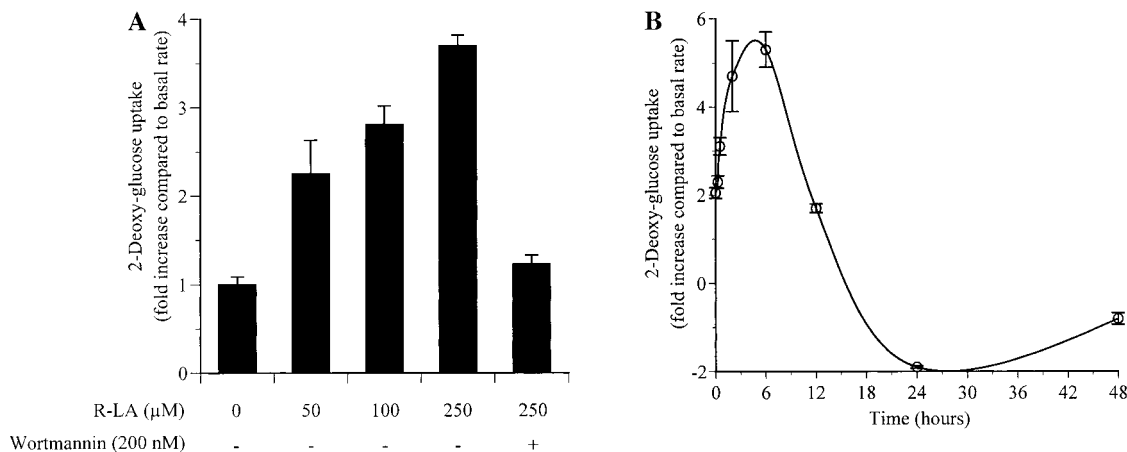 A
2-Deoxy-glucose uptake
(fold increase compared to basal rate)
4
3
2
1
0
R-LA (μM) 0 50 100 250 250
Wortmannin (200 nM) - - - - +
B
2-Deoxy-glucose uptake
(fold increase compared to basal rate)
6
4
2
0
-2
0 6 12 18 24 30 36 42 48
Time (hours)